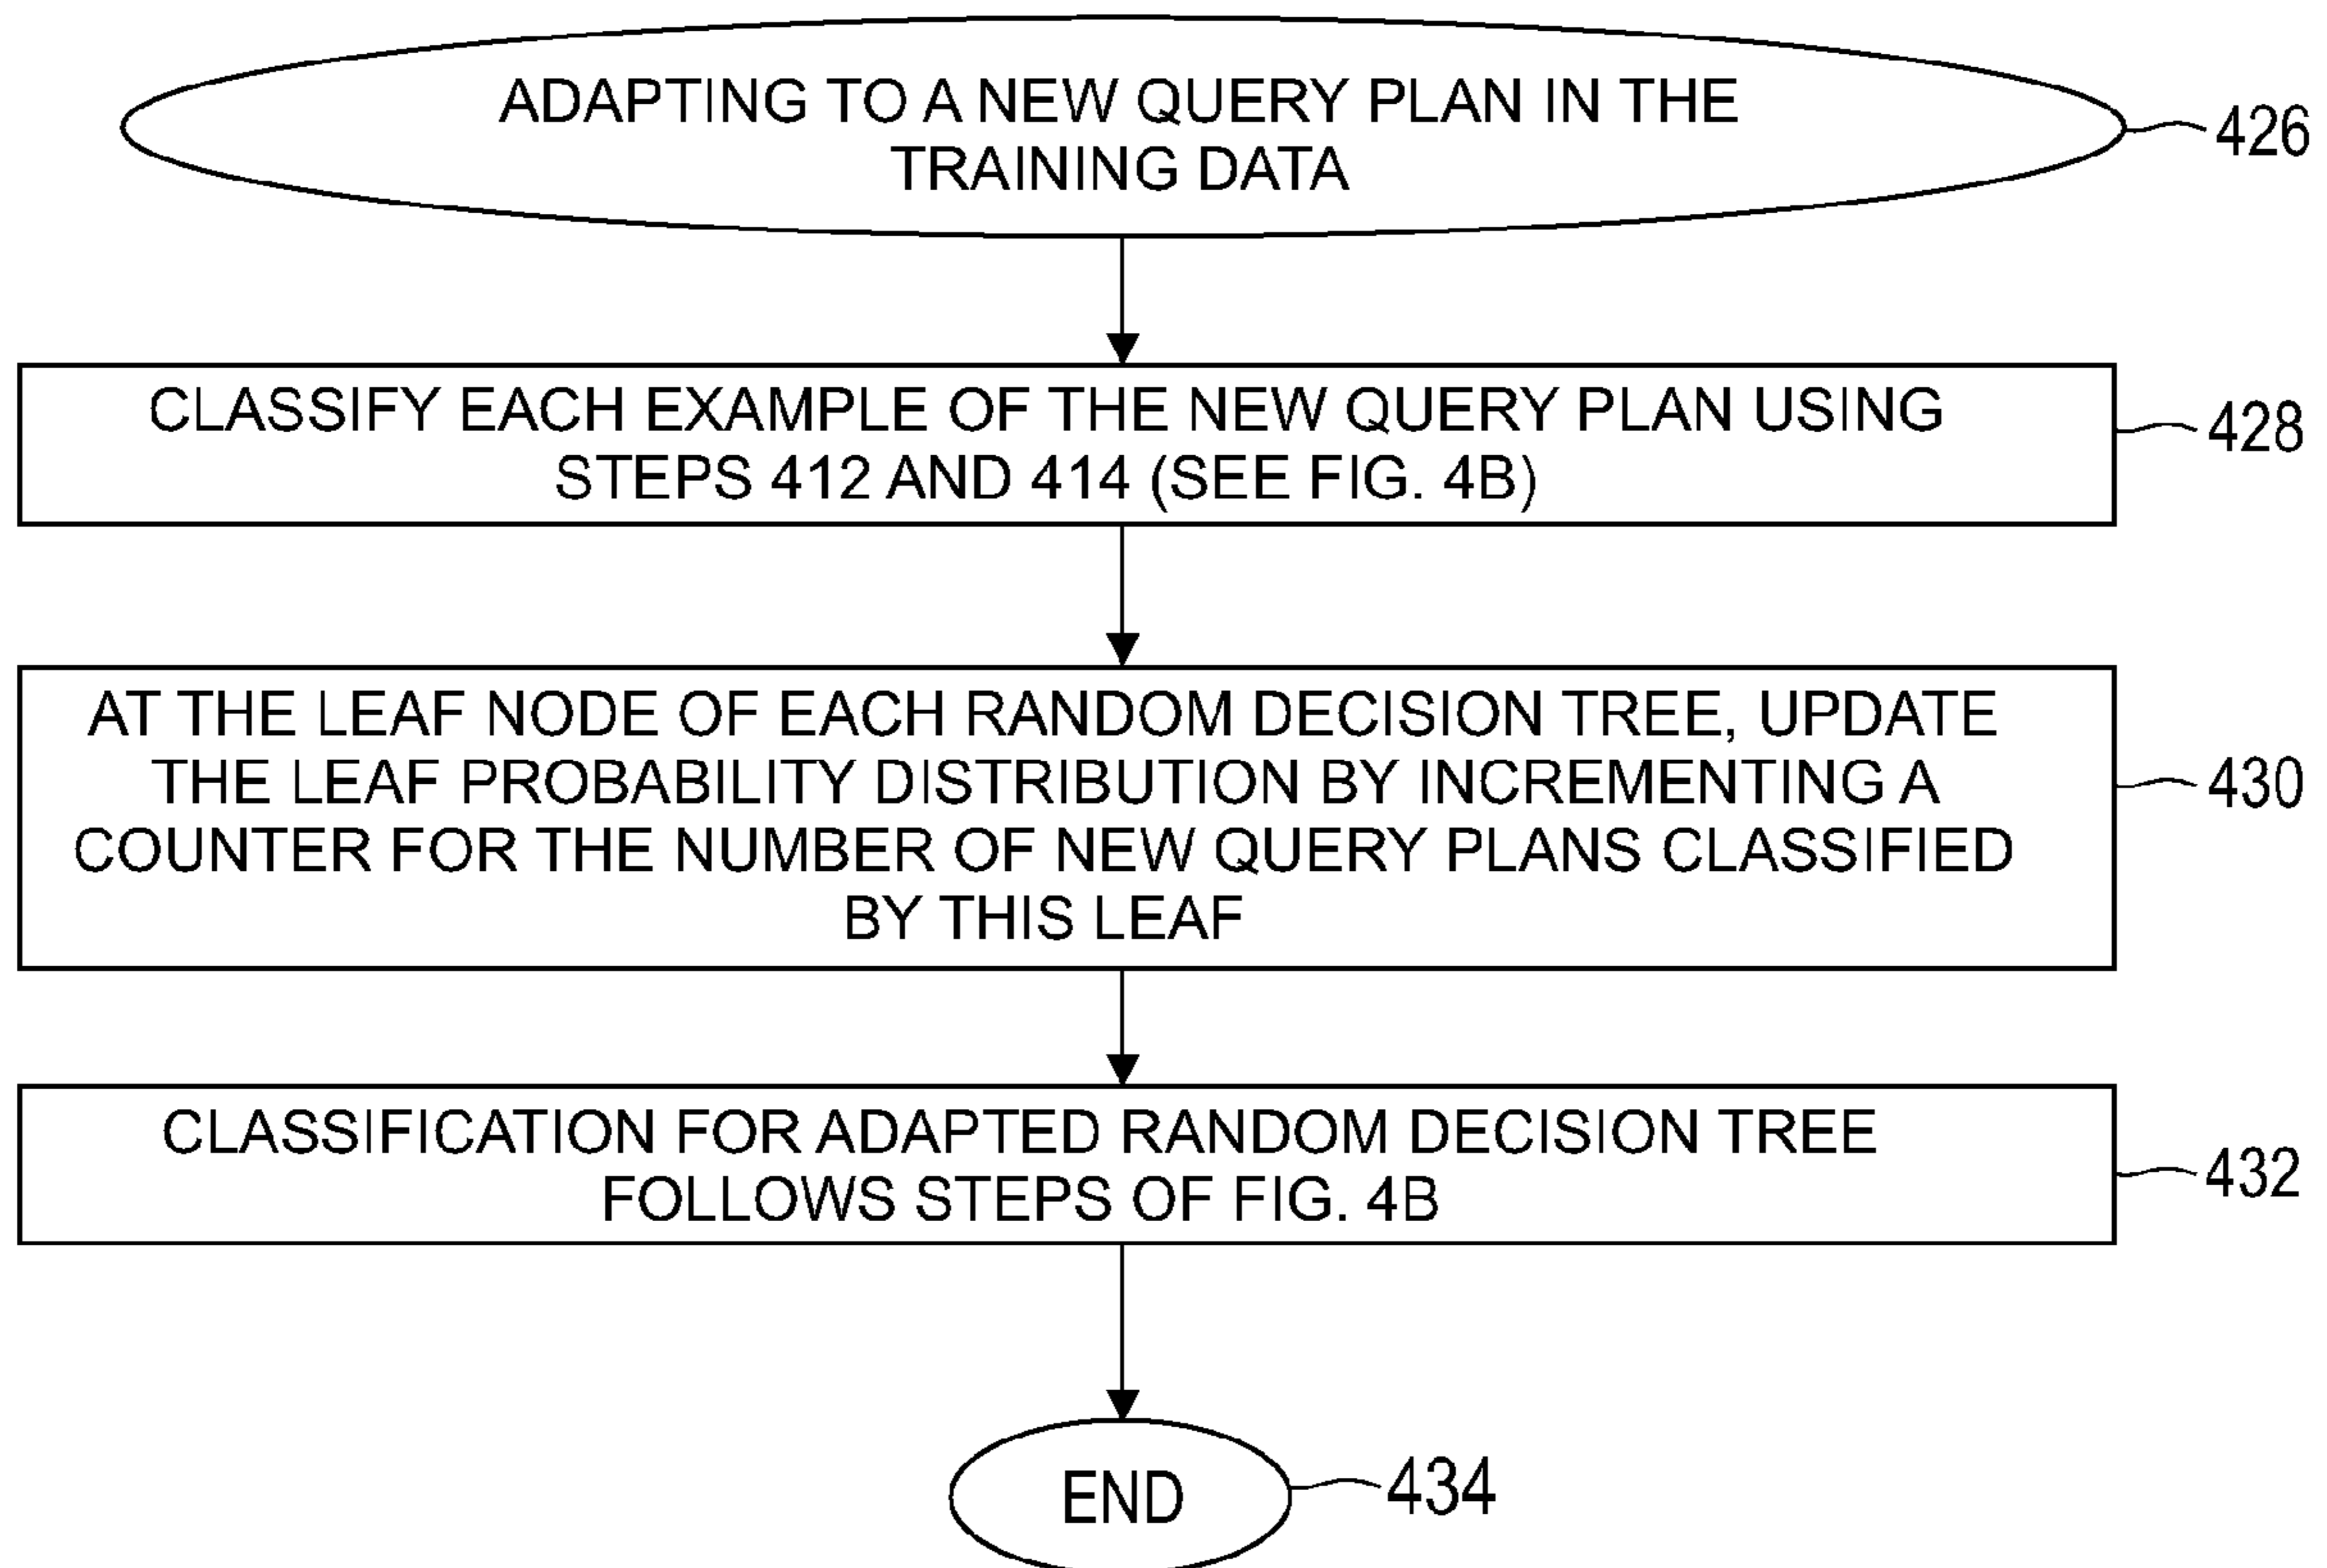 ADAPTING TO A NEW QUERY PLAN IN THE
TRAINING DATA
426
CLASSIFY EACH EXAMPLE OF THE NEW QUERY PLAN USING
STEPS 412 AND 414 (SEE FIG. 4B)
428
AT THE LEAF NODE OF EACH RANDOM DECISION TREE, UPDATE
THE LEAF PROBABILITY DISTRIBUTION BY INCREMENTING A
COUNTER FOR THE NUMBER OF NEW QUERY PLANS CLASSIFIED
BY THIS LEAF
430
CLASSIFICATION FOR ADAPTED RANDOM DECISION TREE
FOLLOWS STEPS OF FIG. 4B
432
END
434